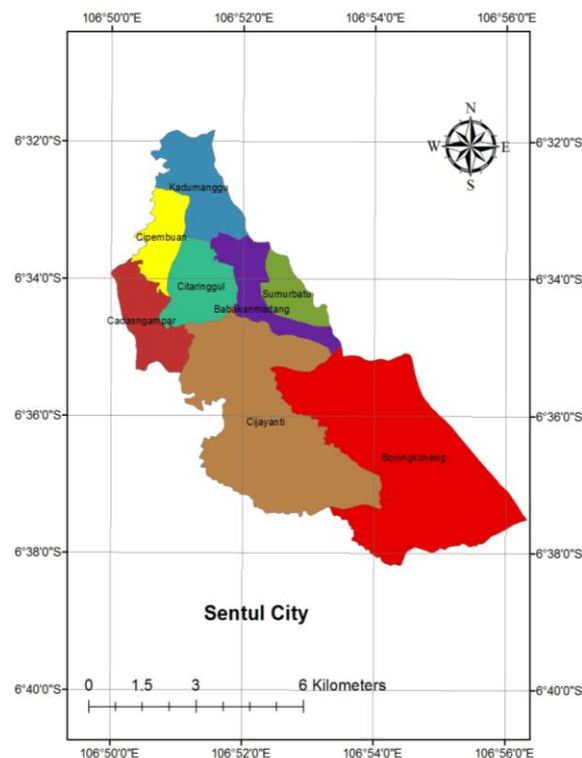 106°50'0"E 106°52'0"E 106°54'0"E 106°56'0"E
N
W E
S
6°32'0"S 6°32'0"S
Kadumanggu
Cipembuan
6°34'0"S 6°34'0"S
Citaringgul
Sumurbatu
Babakanmadang
Cadasngampar
6°36'0"S 6°36'0"S
Cijayanti
Bojongkoneng
6°38'0"S 6°38'0"S
Sentul City
0 1.5 3 6 Kilometers
6°40'0"S 6°40'0"S
106°50'0"E 106°52'0"E 106°54'0"E 106°56'0"E